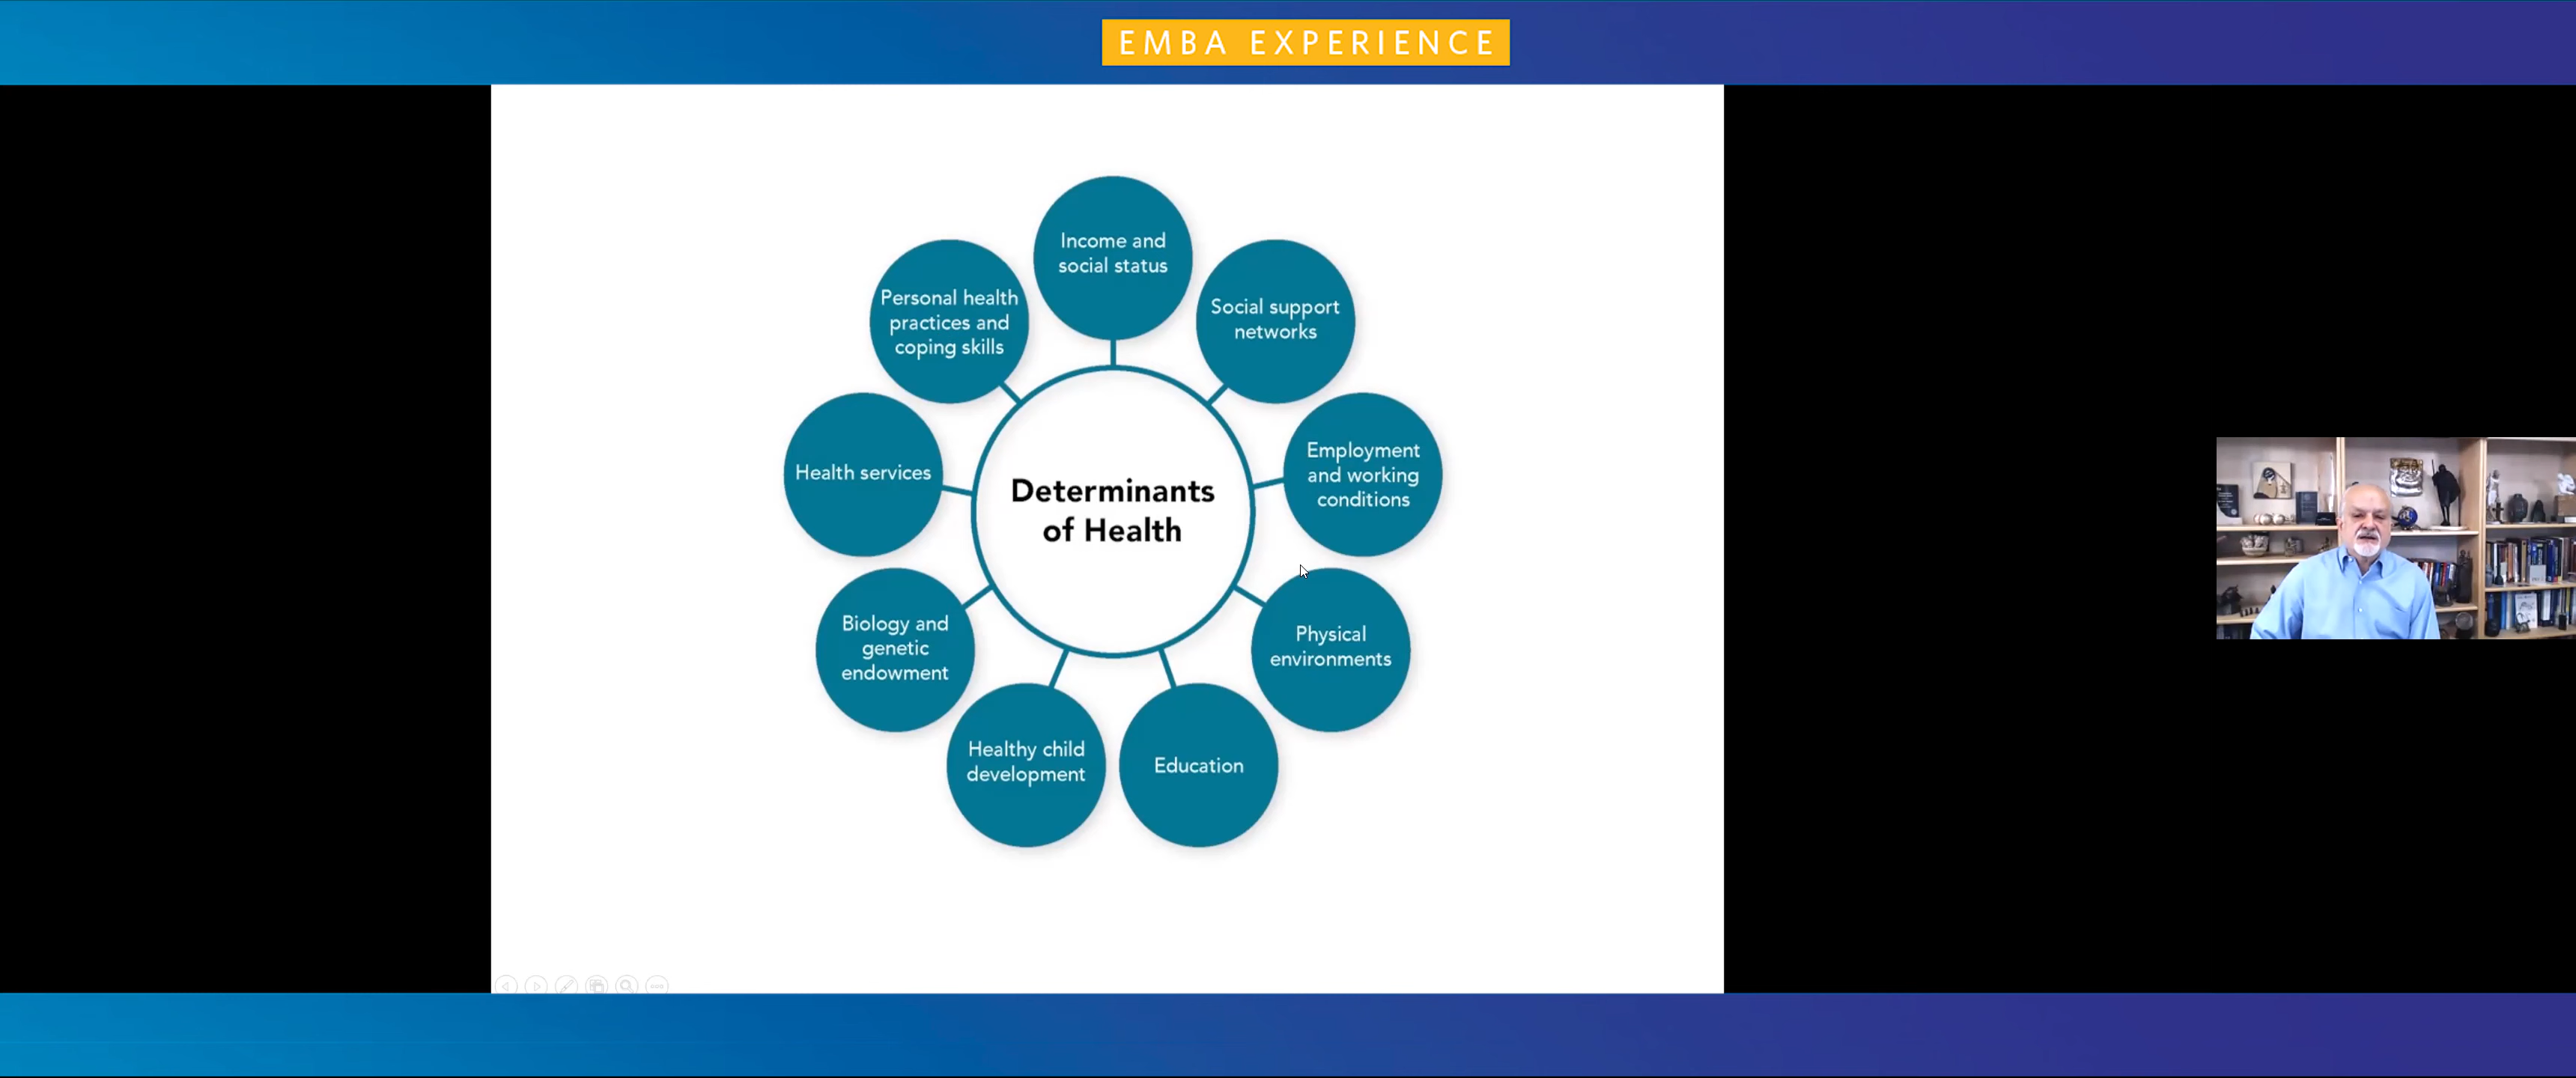 EMBA EXPERIENCE
Income and
social status
Social support
networks
Employment
and working
conditions
Physical
environments
Education
Healthy child
development
Biology and
genetic
endowment
Health services
Personal health
practices and
coping skills
Determinants
of Health